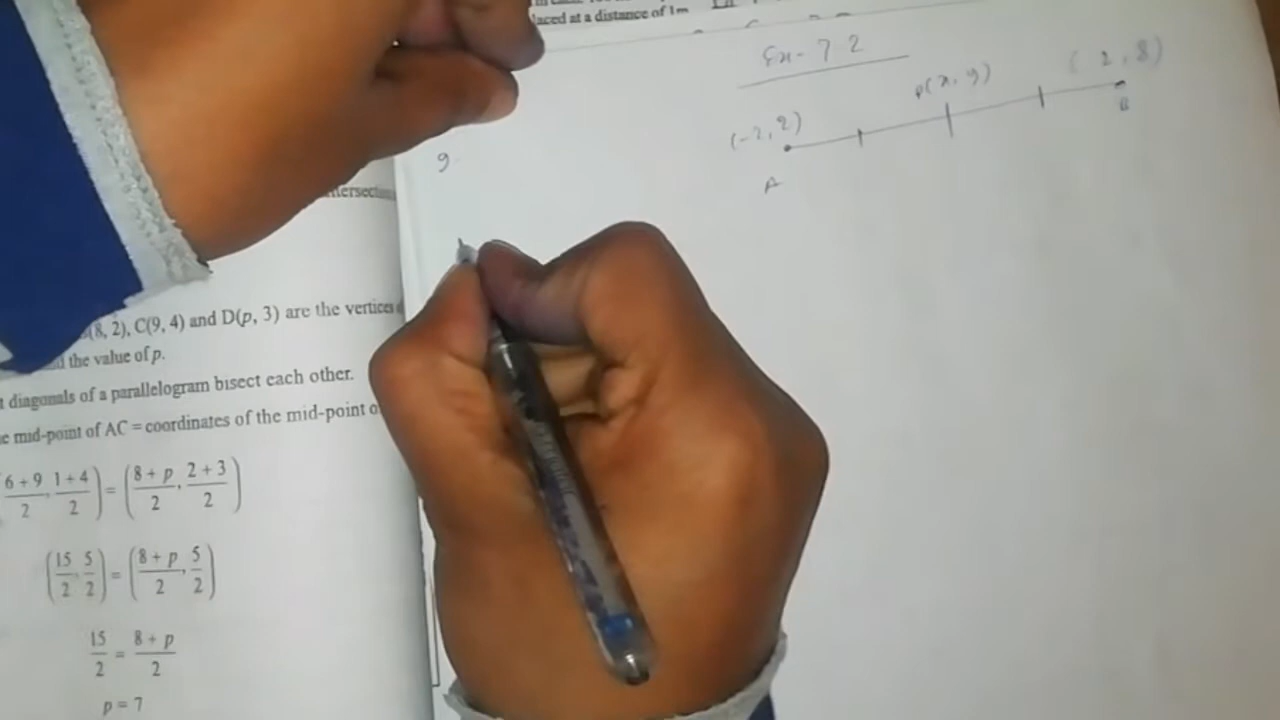 laced at a distance of 1m
Ex- 7 2
P(x, y)
( 2, 8)
(-2, 2)
B
A
9
(8, 2), C(9, 4) and D(p, 3) are the vertices
the value of p.
diagonals of a parallelogram bisect each other.
mid-point of AC = coordinates of the mid-point
(6+9/2, 1+4/2) = (8+p/2, 2+3/2)
(15/2, 5/2) = (8+p/2, 5/2)
15/2 = 8+p/2
p = 7